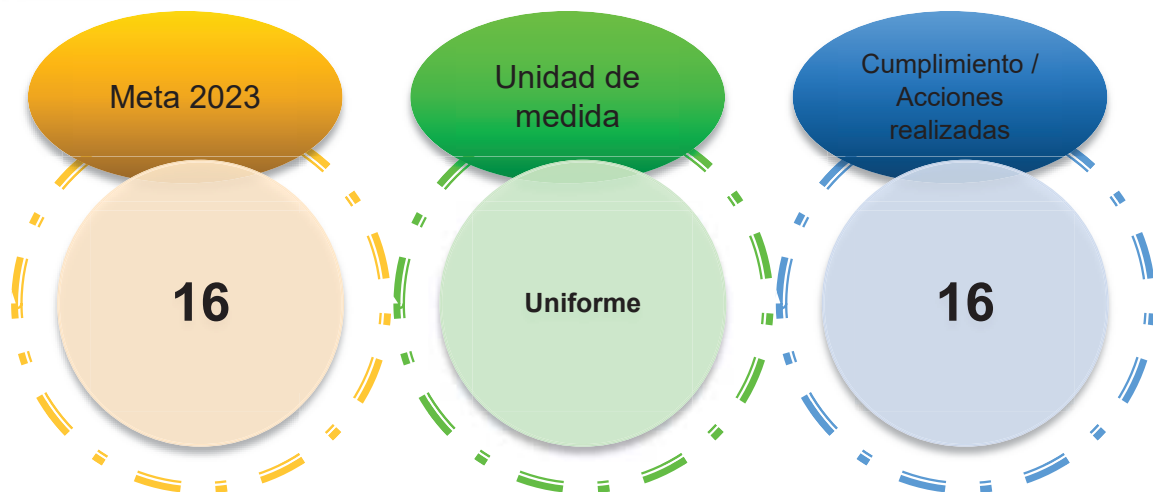 Meta 2023
16
Unidad de
medida
Uniforme
Cumplimiento /
Acciones
realizadas
16